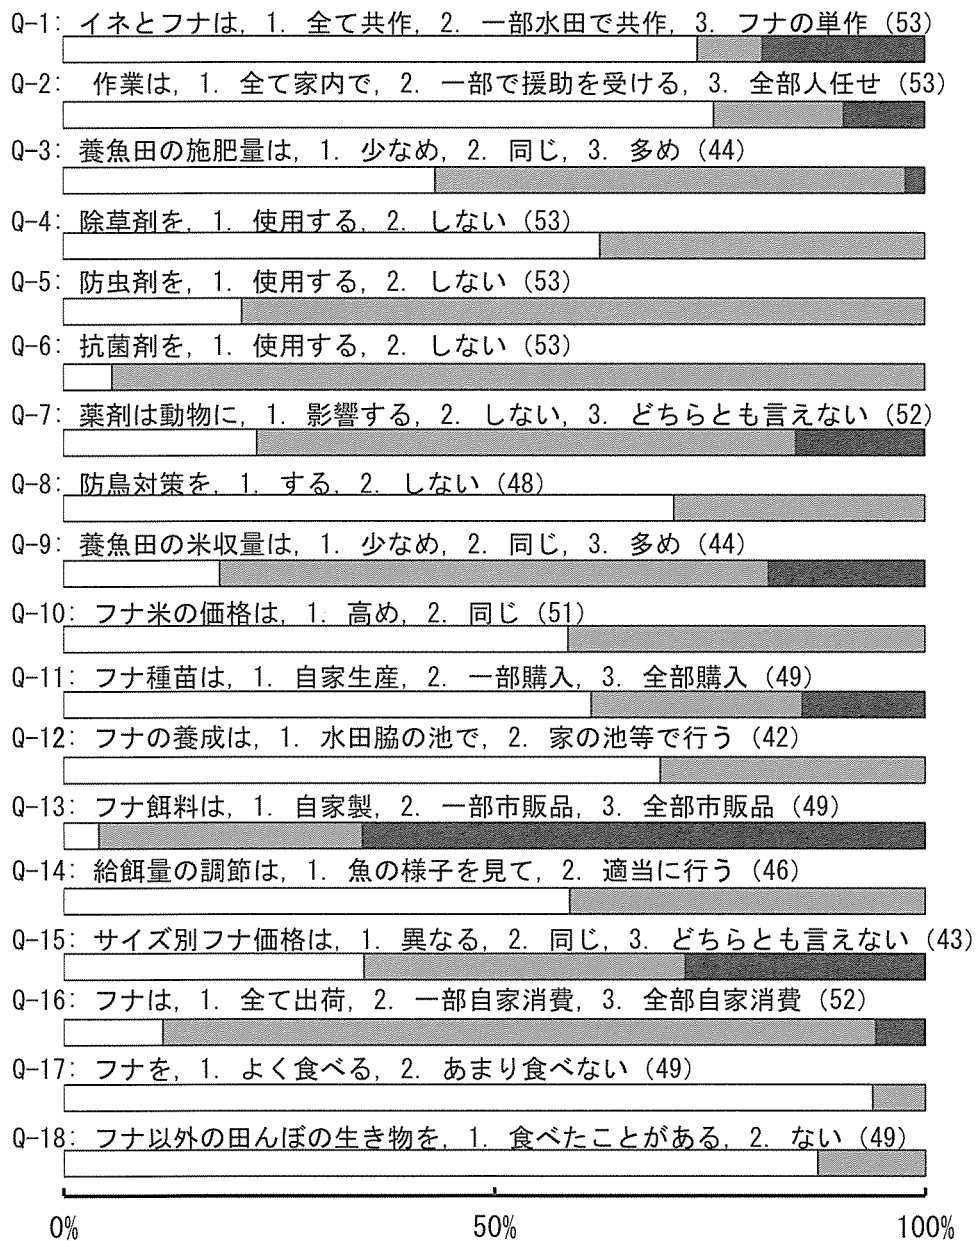 Q-1: イネとフナは, 1. 全て共作, 2. 一部水田で共作, 3. フナの単作 (53)
Q-2: 作業は, 1. 全て家内で, 2. 一部で援助を受ける, 3. 全部人任せ (53)
Q-3: 養魚田の施肥量は, 1. 少なめ, 2. 同じ, 3. 多め (44)
Q-4: 除草剤を, 1. 使用する, 2. しない (53)
Q-5: 防虫剤を, 1. 使用する, 2. しない (53)
Q-6: 抗菌剤を, 1. 使用する, 2. しない (53)
Q-7: 薬剤は動物に, 1. 影響する, 2. しない, 3. どちらとも言えない (52)
Q-8: 防鳥対策を, 1. する, 2. しない (48)
Q-9: 養魚田の米収量は, 1. 少なめ, 2. 同じ, 3. 多め (44)
Q-10: フナ米の価格は, 1. 高め, 2. 同じ (51)
Q-11: フナ種苗は, 1. 自家生産, 2. 一部購入, 3. 全部購入 (49)
Q-12: フナの養成は, 1. 水田脇の池で, 2. 家の池等で行う (42)
Q-13: フナ餌料は, 1. 自家製, 2. 一部市販品, 3. 全部市販品 (49)
Q-14: 給餌量の調節は, 1. 魚の様子を見て, 2. 適当に行う (46)
Q-15: サイズ別フナ価格は, 1. 異なる, 2. 同じ, 3. どちらとも言えない (43)
Q-16: フナは, 1. 全て出荷, 2. 一部自家消費, 3. 全部自家消費 (52)
Q-17: フナを, 1. よく食べる, 2. あまり食べない (49)
Q-18: フナ以外の田んぼの生き物を, 1. 食べたことがある, 2. ない (49)
0% 50% 100%